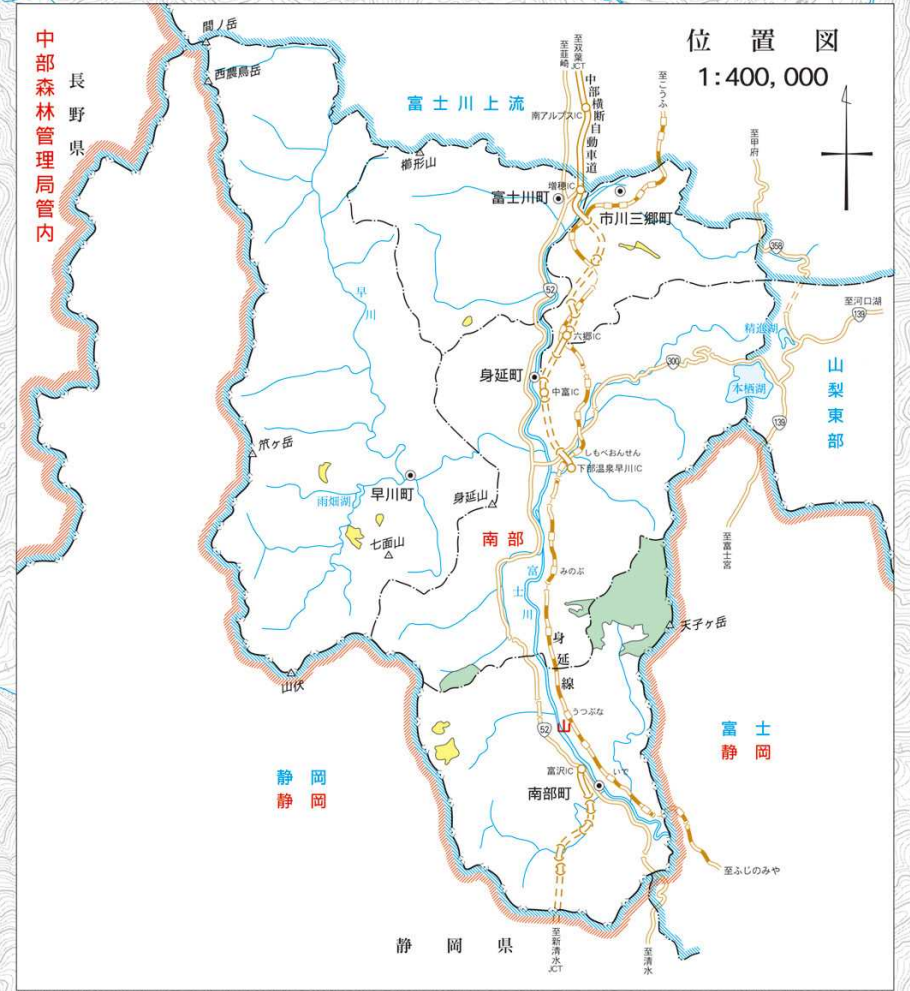 位置図
1:400,000
中部森林管理局管内
長野県
間ノ岳
西農鳥岳
富士川上流
至韮崎
至双葉JCT
中部横断自動車道
南アルプスIC
至こうふ
至甲府
櫛形山
増穂IC
富士川町
市川三郷町
358
早川
52
至河口湖
139
精進湖
六郷IC
300
山梨東部
身延町
中富IC
本栖湖
139
笊ヶ岳
しもべおんせん
下部温泉早川IC
早川町
身延山
雨畑湖
七面山
南部
至富士宮
みのぶ
富士川
天子ヶ岳
身延線
山伏
うつぶな
52
山
富士
静岡
静岡
静岡
富沢IC
いで
南部町
至ふじのみや
静岡県
至新清水JCT
至清水